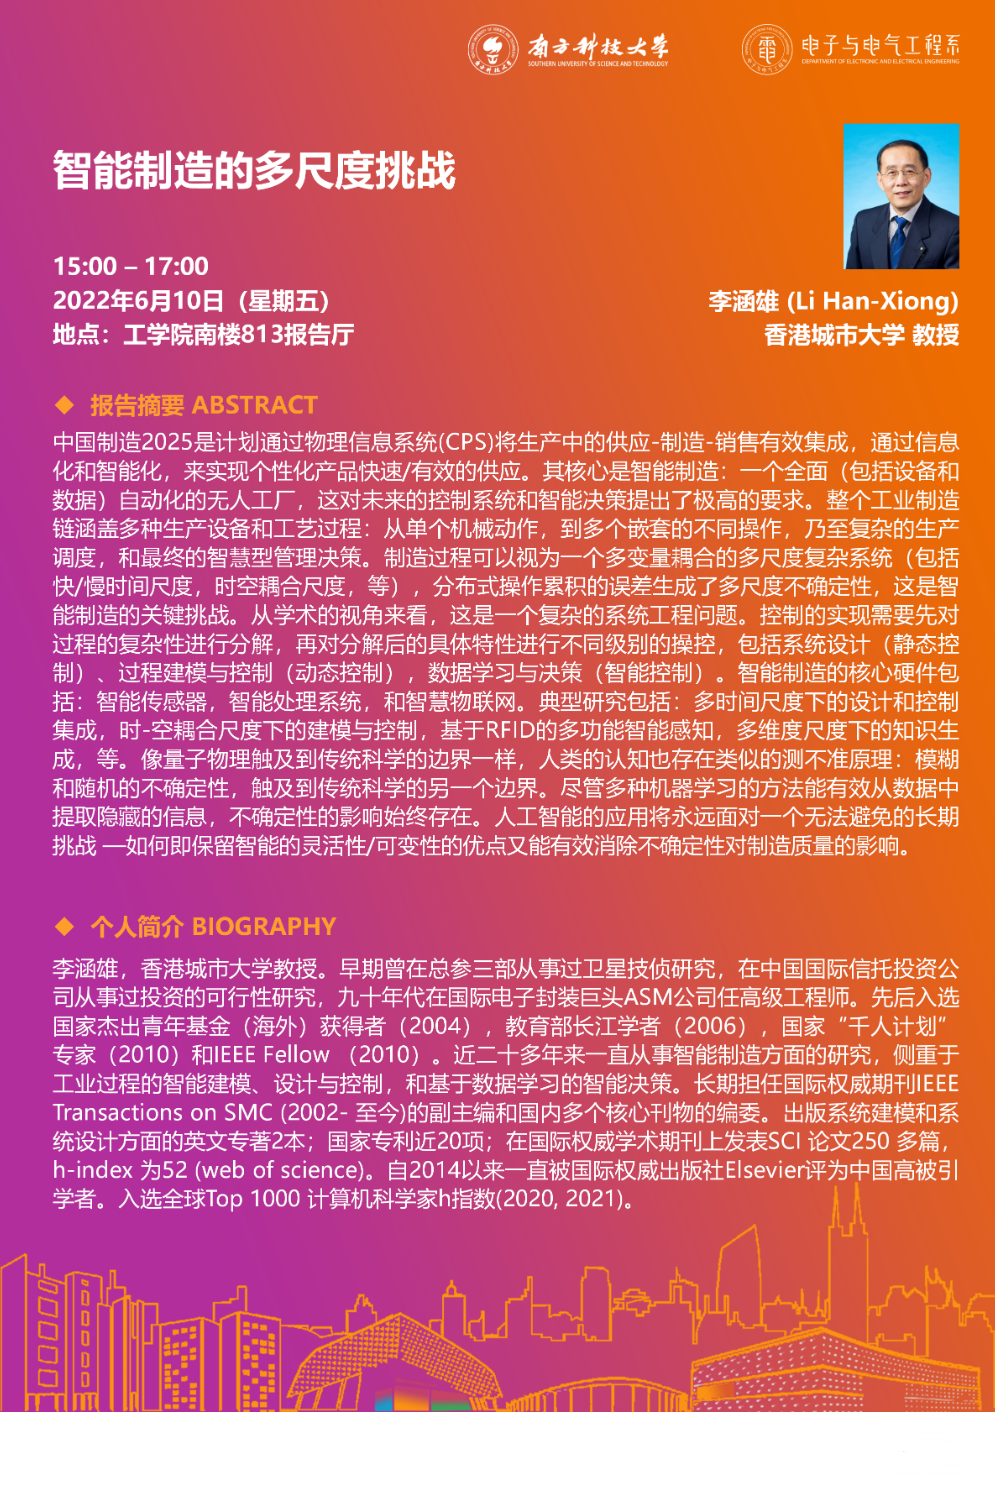 南方科技大学
SOUTHERN UNIVERSITY OF SCIENCE AND TECHNOLOGY
电子与电气工程系
DEPARTMENT OF ELECTRONIC AND ELECTRICAL ENGINEERING
智能制造的多尺度挑战
15:00 – 17:00
2022年6月10日（星期五）
地点：工学院南楼813报告厅
李涵雄 (Li Han-Xiong)
香港城市大学 教授
◆ 报告摘要 ABSTRACT
中国制造2025是计划通过物理信息系统(CPS)将生产中的供应-制造-销售有效集成，通过信息
化和智能化，来实现个性化产品快速/有效的供应。其核心是智能制造：一个全面（包括设备和
数据）自动化的无人工厂，这对未来的控制系统和智能决策提出了极高的要求。整个工业制造
链涵盖多种生产设备和工艺过程：从单个机械动作，到多个嵌套的不同操作，乃至复杂的生产
调度，和最终的智慧型管理决策。制造过程可以视为一个多变量耦合的多尺度复杂系统（包括
快/慢时间尺度，时空耦合尺度，等），分布式操作累积的误差生成了多尺度不确定性，这是智
能制造的关键挑战。从学术的视角来看，这是一个复杂的系统工程问题。控制的实现需要先对
过程的复杂性进行分解，再对分解后的具体特性进行不同级别的操控，包括系统设计（静态控
制）、过程建模与控制（动态控制），数据学习与决策（智能控制）。智能制造的核心硬件包
括：智能传感器，智能处理系统，和智慧物联网。典型研究包括：多时间尺度下的设计和控制
集成，时-空耦合尺度下的建模与控制，基于RFID的多功能智能感知，多维度尺度下的知识生
成，等。像量子物理触及到传统科学的边界一样，人类的认知也存在类似的测不准原理：模糊
和随机的不确定性，触及到传统科学的另一个边界。尽管多种机器学习的方法能有效从数据中
提取隐藏的信息，不确定性的影响始终存在。人工智能的应用将永远面对一个无法避免的长期
挑战 —如何即保留智能的灵活性/可变性的优点又能有效消除不确定性对制造质量的影响。
◆ 个人简介 BIOGRAPHY
李涵雄，香港城市大学教授。早期曾在总参三部从事过卫星技侦研究，在中国国际信托投资公
司从事过投资的可行性研究，九十年代在国际电子封装巨头ASM公司任高级工程师。先后入选
国家杰出青年基金（海外）获得者（2004），教育部长江学者（2006），国家“千人计划”
专家（2010）和IEEE Fellow （2010）。近二十多年来一直从事智能制造方面的研究，侧重于
工业过程的智能建模、设计与控制，和基于数据学习的智能决策。长期担任国际权威期刊IEEE
Transactions on SMC (2002- 至今)的副主编和国内多个核心刊物的编委。出版系统建模和系
统设计方面的英文专著2本；国家专利近20项；在国际权威学术期刊上发表SCI 论文250 多篇，
h-index 为52 (web of science)。自2014以来一直被国际权威出版社Elsevier评为中国高被引
学者。入选全球Top 1000 计算机科学家h指数(2020, 2021)。